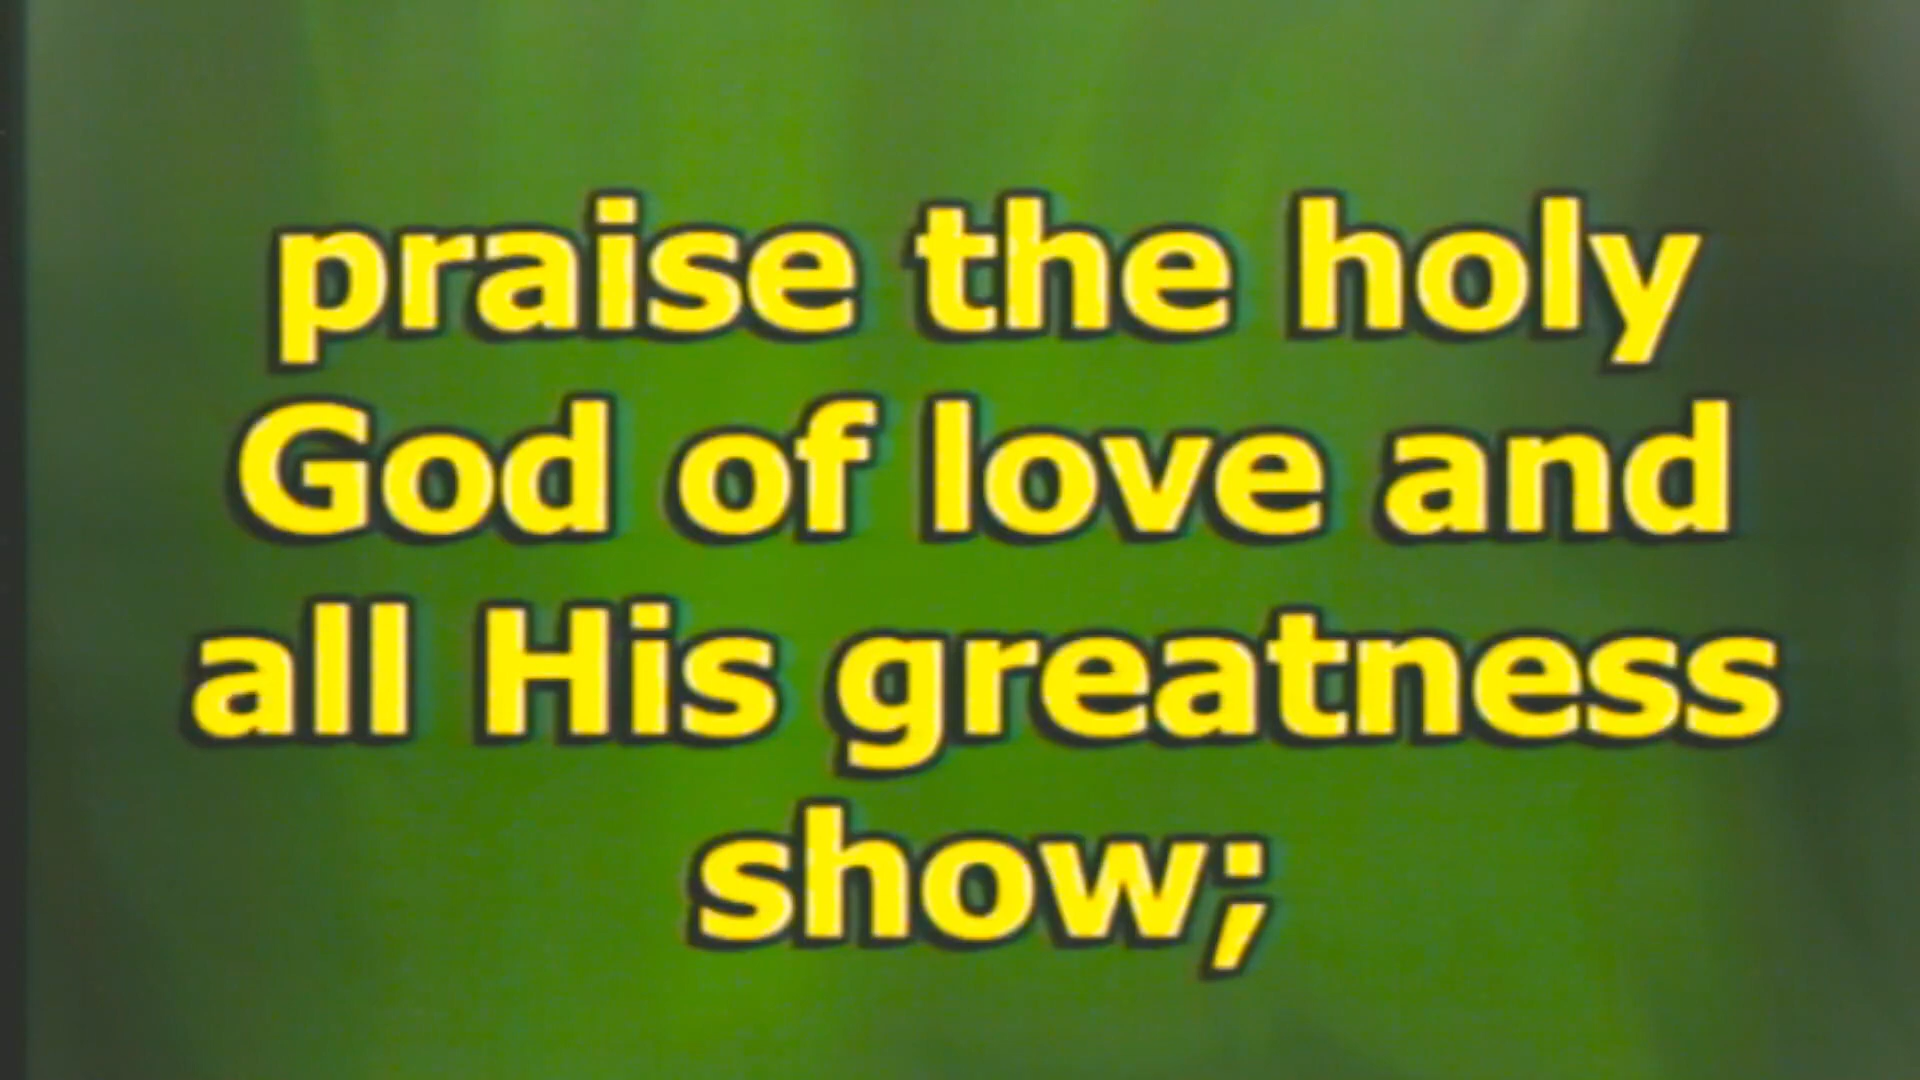 praise the holy
God of love and
all His greatness
show;